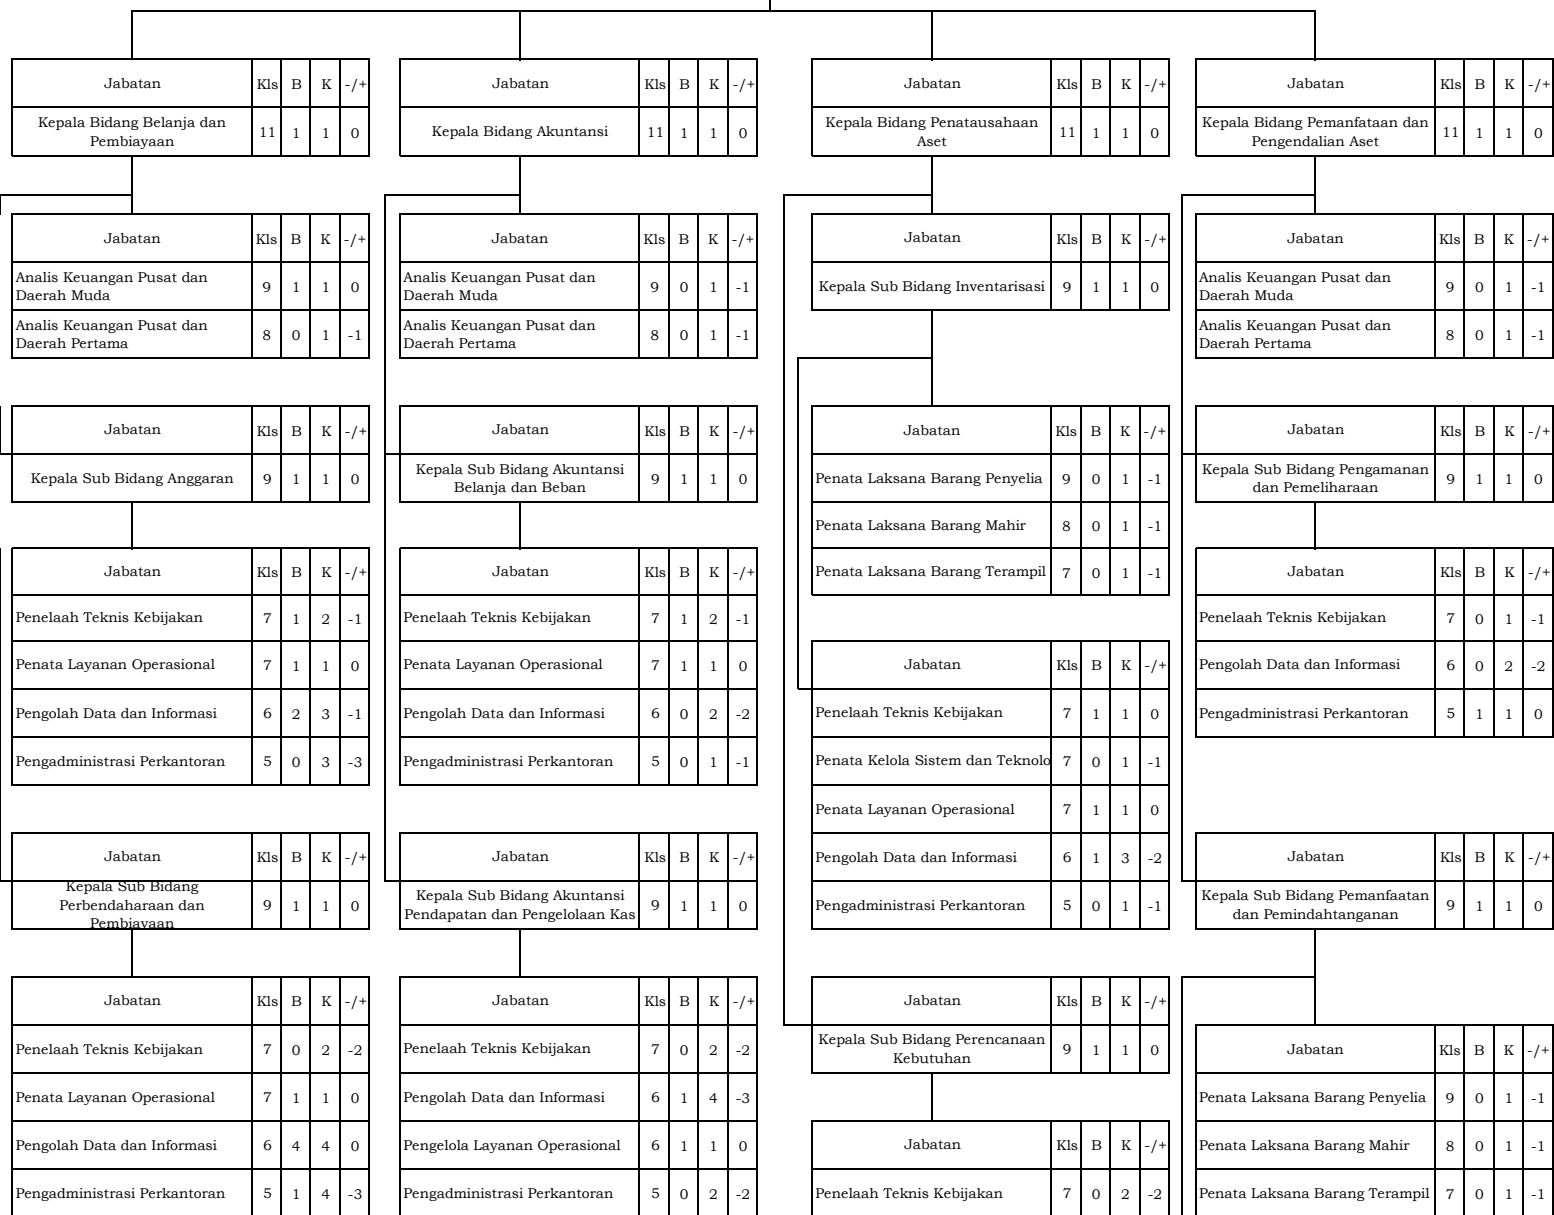 Jabatan Kls B K -/+
Kepala Bidang Belanja dan
Pembiayaan
11 1 1 0
Jabatan Kls B K -/+
Analis Keuangan Pusat dan
Daerah Muda
9 1 1 0
Analis Keuangan Pusat dan
Daerah Pertama
8 0 1 -1
Jabatan Kls B K -/+
Kepala Sub Bidang Anggaran 9 1 1 0
Jabatan Kls B K -/+
Penelaah Teknis Kebijakan 7 1 2 -1
Penata Layanan Operasional 7 1 1 0
Pengolah Data dan Informasi 6 2 3 -1
Pengadministrasi Perkantoran 5 0 3 -3
Jabatan Kls B K -/+
Kepala Sub Bidang
Perbendaharaan dan
Pembiayaan
9 1 1 0
Jabatan Kls B K -/+
Penelaah Teknis Kebijakan 7 0 2 -2
Penata Layanan Operasional 7 1 1 0
Pengolah Data dan Informasi 6 4 4 0
Pengadministrasi Perkantoran 5 1 4 -3
Jabatan Kls B K -/+
Kepala Bidang Akuntansi 11 1 1 0
Jabatan Kls B K -/+
Analis Keuangan Pusat dan
Daerah Muda
9 0 1 -1
Analis Keuangan Pusat dan
Daerah Pertama
8 0 1 -1
Jabatan Kls B K -/+
Kepala Sub Bidang Akuntansi
Belanja dan Beban
9 1 1 0
Jabatan Kls B K -/+
Penelaah Teknis Kebijakan 7 1 2 -1
Penata Layanan Operasional 7 1 1 0
Pengolah Data dan Informasi 6 0 2 -2
Pengadministrasi Perkantoran 5 0 1 -1
Jabatan Kls B K -/+
Kepala Sub Bidang Akuntansi
Pendapatan dan Pengelolaan Kas
9 1 1 0
Jabatan Kls B K -/+
Penelaah Teknis Kebijakan 7 0 2 -2
Pengolah Data dan Informasi 6 1 4 -3
Pengelola Layanan Operasional 6 1 1 0
Pengadministrasi Perkantoran 5 0 2 -2
Jabatan Kls B K -/+
Kepala Bidang Penatausahaan
Aset
11 1 1 0
Jabatan Kls B K -/+
Kepala Sub Bidang Inventarisasi 9 1 1 0
Jabatan Kls B K -/+
Penata Laksana Barang Penyelia 9 0 1 -1
Penata Laksana Barang Mahir 8 0 1 -1
Penata Laksana Barang Terampil 7 0 1 -1
Jabatan Kls B K -/+
Penelaah Teknis Kebijakan 7 1 1 0
Penata Kelola Sistem dan Teknolo 7 0 1 -1
Penata Layanan Operasional 7 1 1 0
Pengolah Data dan Informasi 6 1 3 -2
Pengadministrasi Perkantoran 5 0 1 -1
Jabatan Kls B K -/+
Kepala Sub Bidang Perencanaan
Kebutuhan
9 1 1 0
Jabatan Kls B K -/+
Penelaah Teknis Kebijakan 7 0 2 -2
Jabatan Kls B K -/+
Kepala Bidang Pemanfataan dan
Pengendalian Aset
11 1 1 0
Jabatan Kls B K -/+
Analis Keuangan Pusat dan
Daerah Muda
9 0 1 -1
Analis Keuangan Pusat dan
Daerah Pertama
8 0 1 -1
Jabatan Kls B K -/+
Kepala Sub Bidang Pengamanan
dan Pemeliharaan
9 1 1 0
Jabatan Kls B K -/+
Penelaah Teknis Kebijakan 7 0 1 -1
Pengolah Data dan Informasi 6 0 2 -2
Pengadministrasi Perkantoran 5 1 1 0
Jabatan Kls B K -/+
Kepala Sub Bidang Pemanfaatan
dan Pemindahtanganan
9 1 1 0
Jabatan Kls B K -/+
Penata Laksana Barang Penyelia 9 0 1 -1
Penata Laksana Barang Mahir 8 0 1 -1
Penata Laksana Barang Terampil 7 0 1 -1